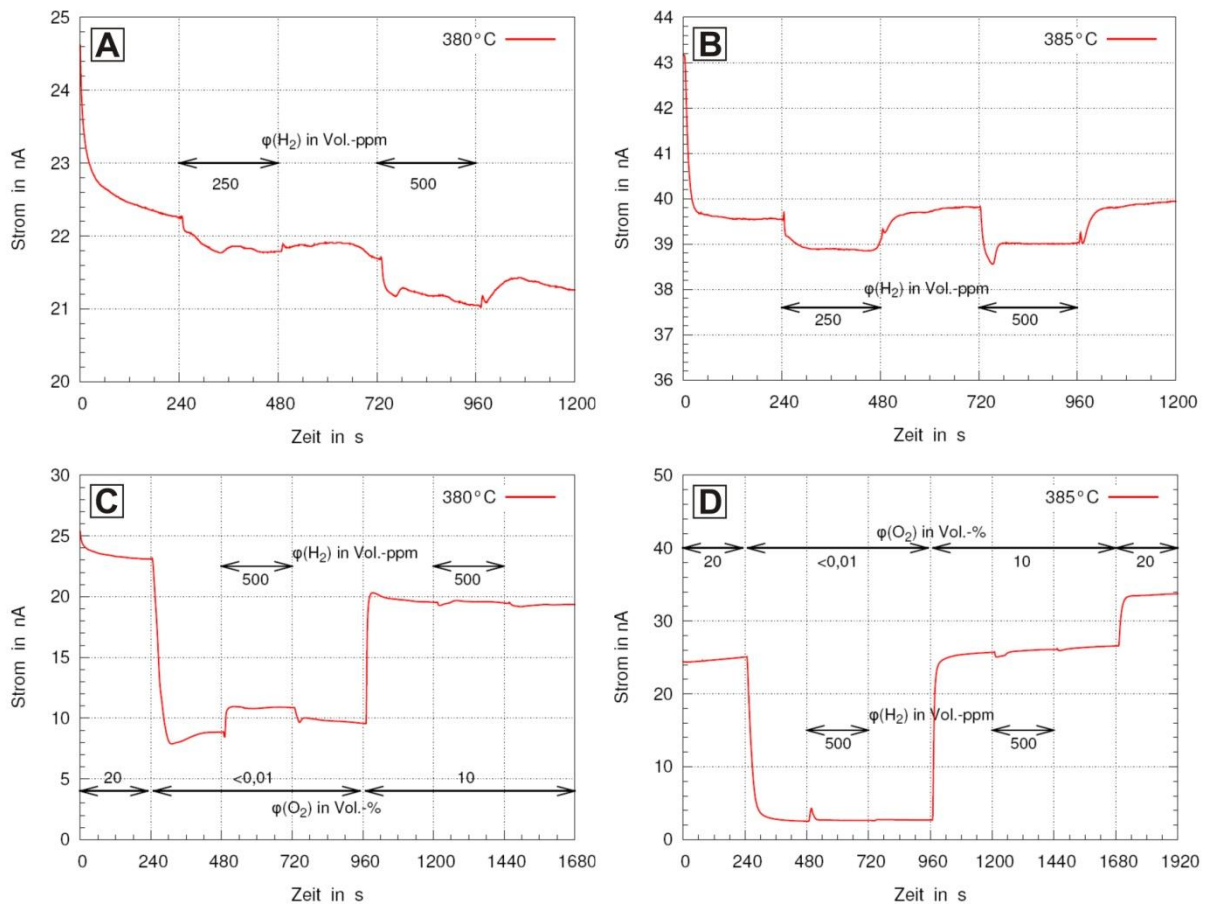 A
380°C
25
24
23
22
21
20
Strom in nA
φ(H₂) in Vol.-ppm
250
500
0 240 480 720 960 1200
Zeit in s
B
385°C
44
43
42
41
40
39
38
37
36
Strom in nA
φ(H₂) in Vol.-ppm
250
500
0 240 480 720 960 1200
Zeit in s
C
380°C
30
25
20
15
10
5
0
Strom in nA
φ(H₂) in Vol.-ppm
500
500
20
<0,01
10
φ(O₂) in Vol.-%
0 240 480 720 960 1200 1440 1680
Zeit in s
D
385°C
50
40
30
20
10
0
Strom in nA
φ(O₂) in Vol.-%
20
<0,01
10
20
φ(H₂) in Vol.-ppm
500
500
0 240 480 720 960 1200 1440 1680 1920
Zeit in s